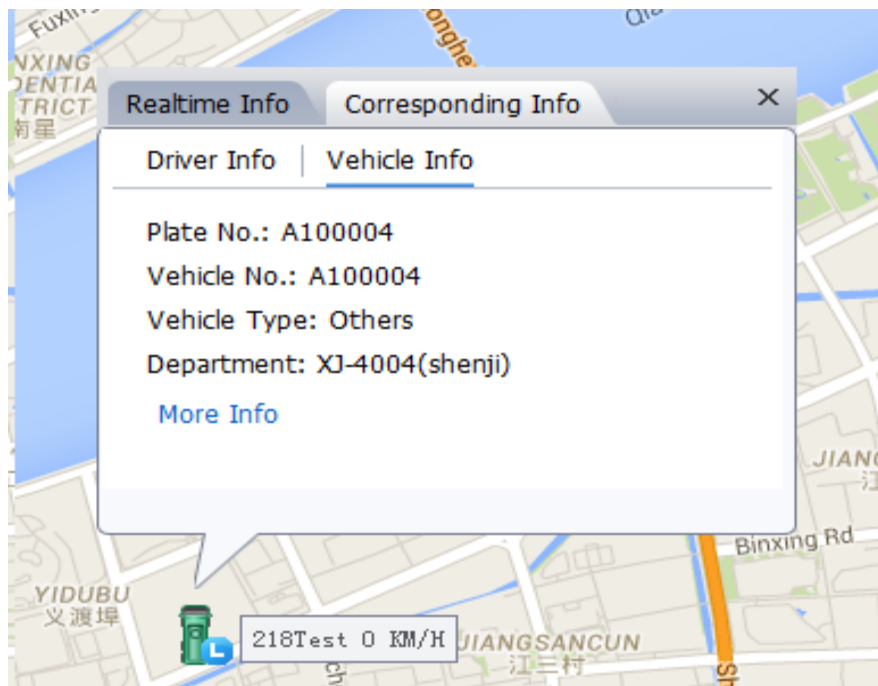 Fuxing
Qia
NXING
DENTIA
TRICT
南星
Realtime Info
Corresponding Info
Driver Info
Vehicle Info
Plate No.: A100004
Vehicle No.: A100004
Vehicle Type: Others
Department: XJ-4004(shenji)
More Info
JIANG
江
Binxing Rd
YIDUBU
义渡埠
218Test 0 KM/H
JIANGSANCUN
江三村
Sh